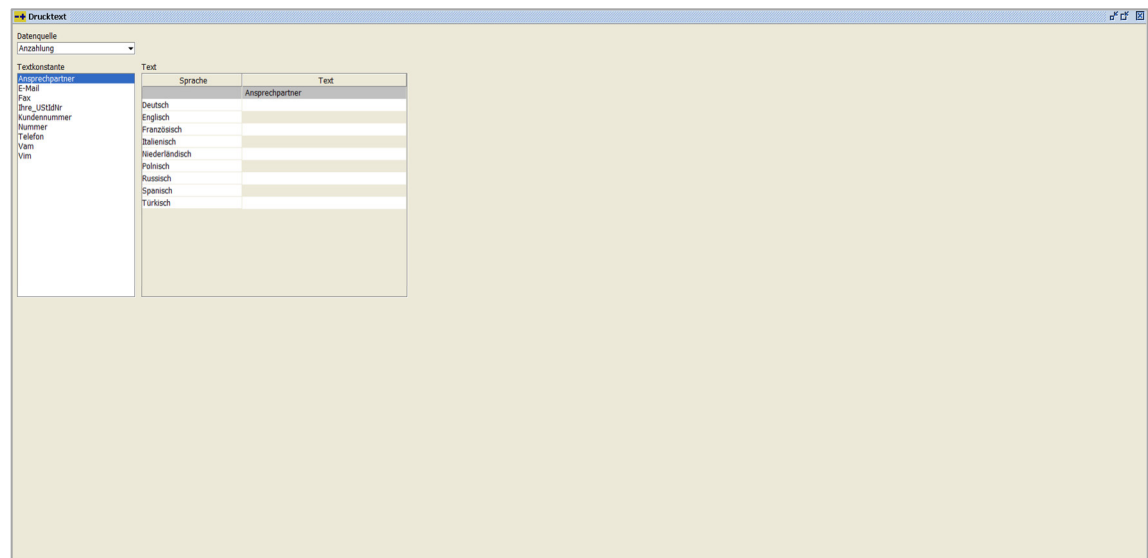 Drucktext
Datenquelle
Anzahlung
Textkonstante
Ansprechpartner
E-Mail
Fax
Ihre_UStIdNr
Kundennummer
Nummer
Telefon
Vam
Vim
Text
Sprache Text
Ansprechpartner
Deutsch
Englisch
Französisch
Italienisch
Niederländisch
Polnisch
Russisch
Spanisch
Türkisch